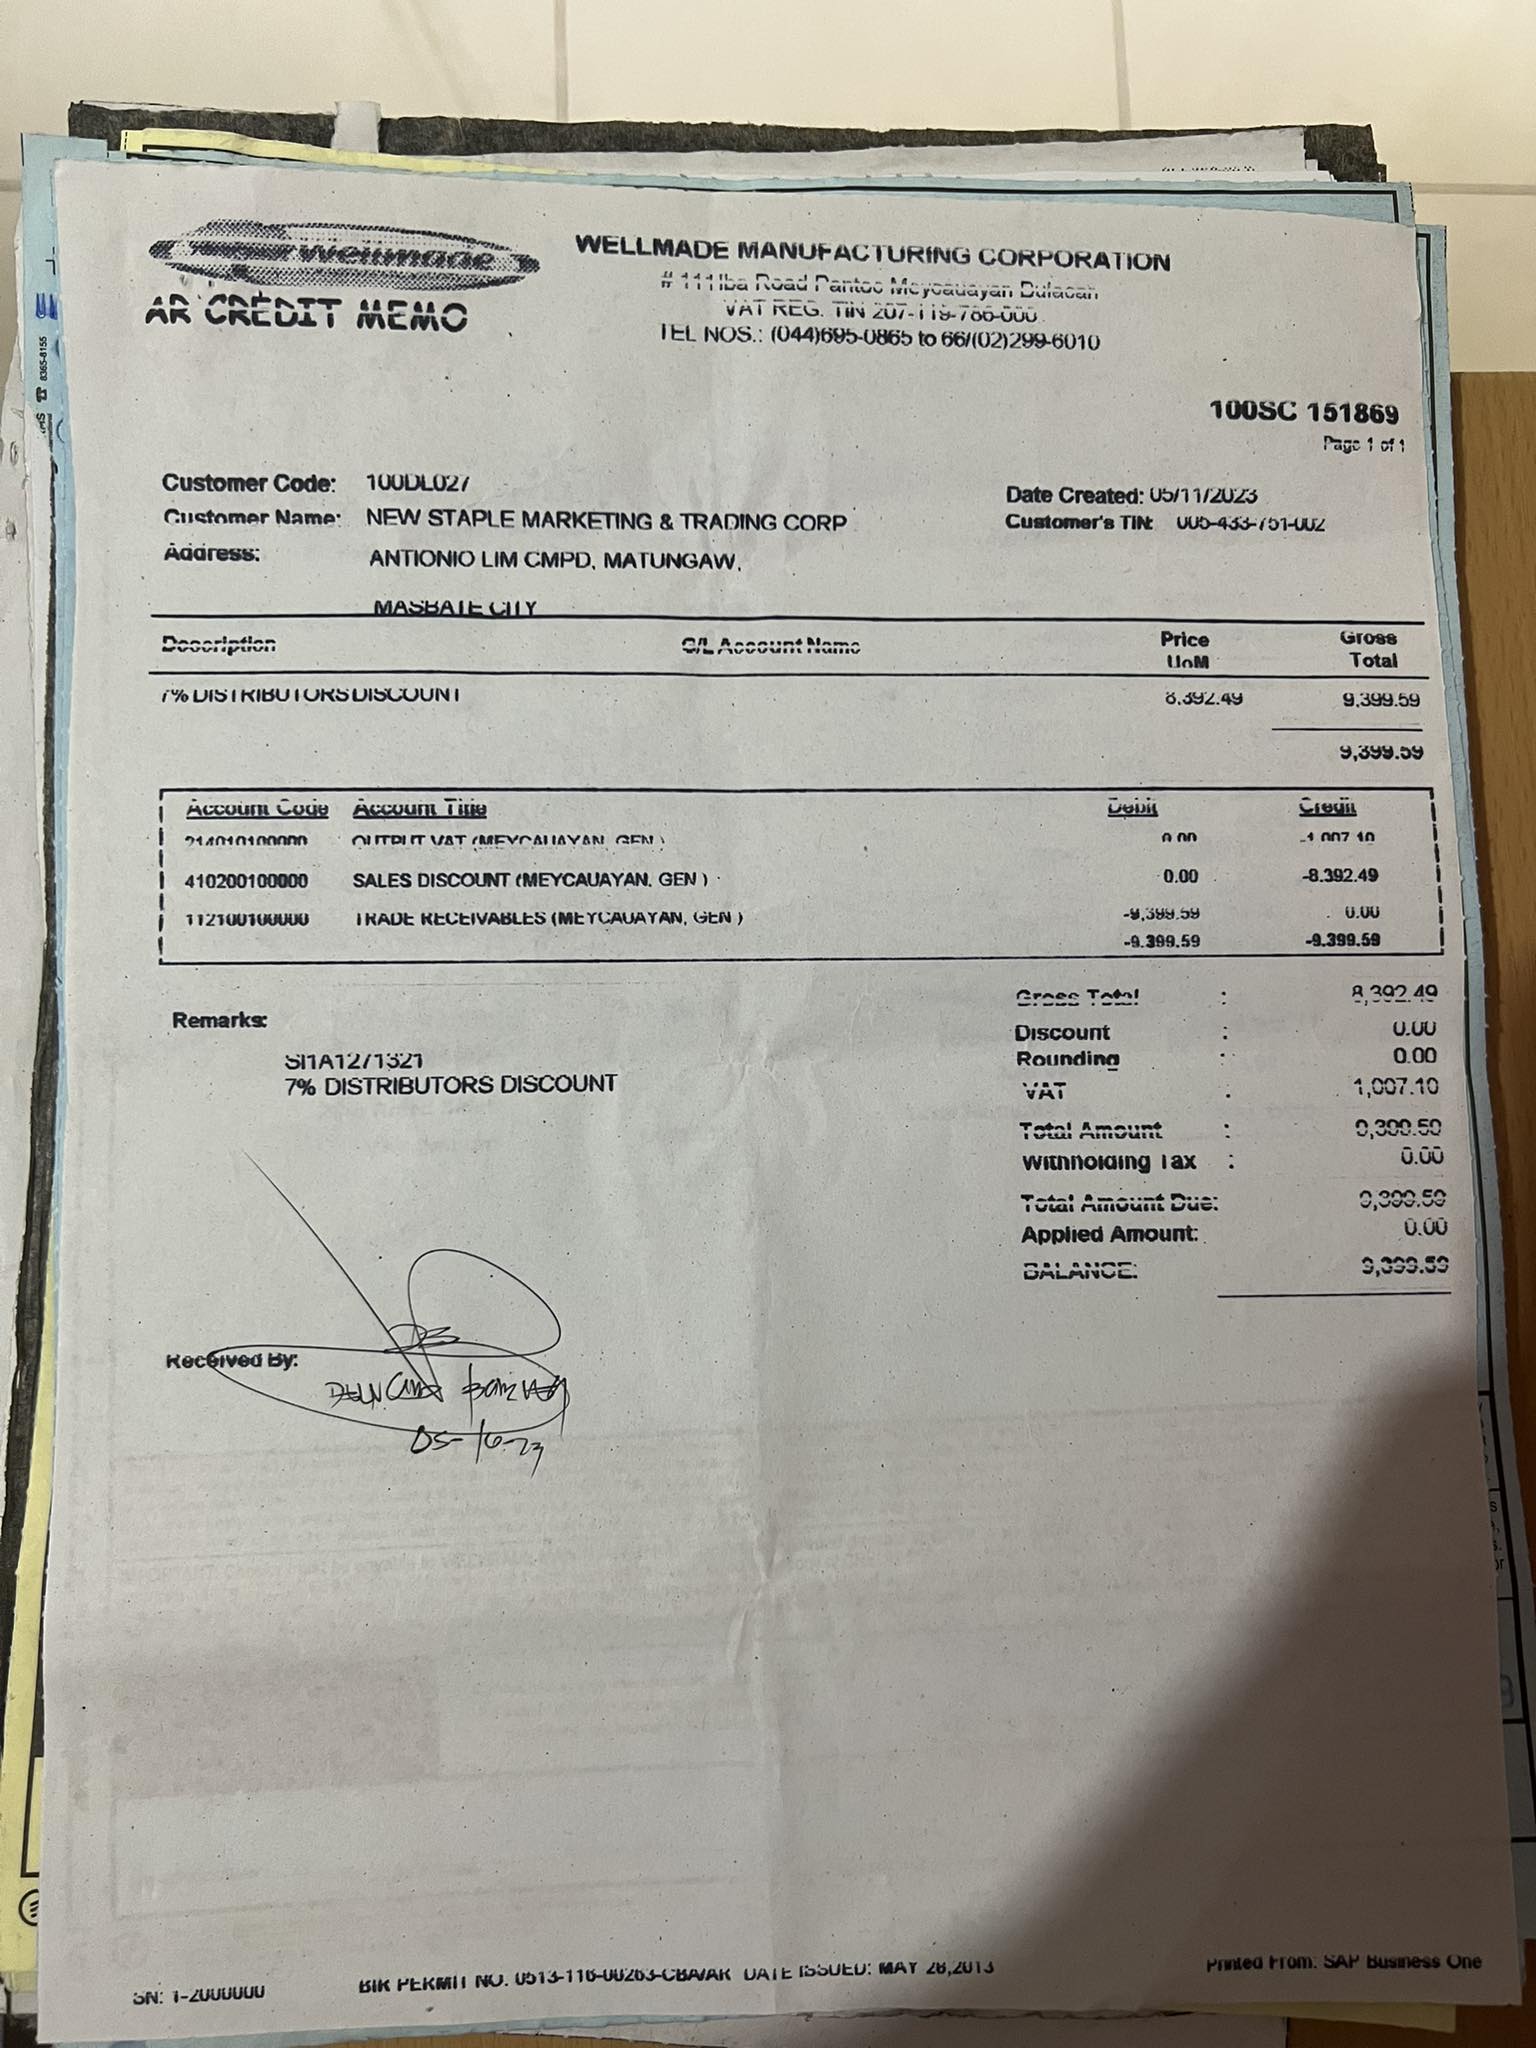 Wellmade
WELLMADE MANUFACTURING CORPORATION
# 111 Iba Road Pantoc Meycauayan Bulacan
AR CREDIT MEMO
VAT REG. TIN 207-119-786-000
TEL NOS.: (044)695-0865 to 66/(02)299-6010
8365-8155
100SC 151869
Page 1 of 1
Customer Code: 100DL027
Date Created: 05/11/2023
Customer Name: NEW STAPLE MARKETING & TRADING CORP
Customer's TIN: 005-433-751-002
Address: ANTIONIO LIM CMPD, MATUNGAW,
MASBATE CITY
Description G/L Account Name Price UoM Gross Total
7% DISTRIBUTORS DISCOUNT 8,392.49 9,399.59
9,399.59
Account Code Account Title Debit Credit
214010100000 OUTPUT VAT (MEYCAUAYAN, GEN ) 0.00 -1,007.10
410200100000 SALES DISCOUNT (MEYCAUAYAN, GEN ) 0.00 -8,392.49
112100100000 TRADE RECEIVABLES (MEYCAUAYAN, GEN ) -9,399.59 0.00
-9,399.59 -9,399.59
Gross Total : 8,392.49
Remarks:
Discount : 0.00
SI1A1271321
Rounding : 0.00
7% DISTRIBUTORS DISCOUNT
VAT : 1,007.10
Total Amount : 9,399.59
Withholding Tax : 0.00
Total Amount Due: 9,399.59
Applied Amount: 0.00
BALANCE: 9,399.59
Received By:
05-16-23
SN: 1-2000000
BIR PERMIT NO. 0513-116-00263-CBA/AR DATE ISSUED: MAY 28,2013
Printed From: SAP Business One